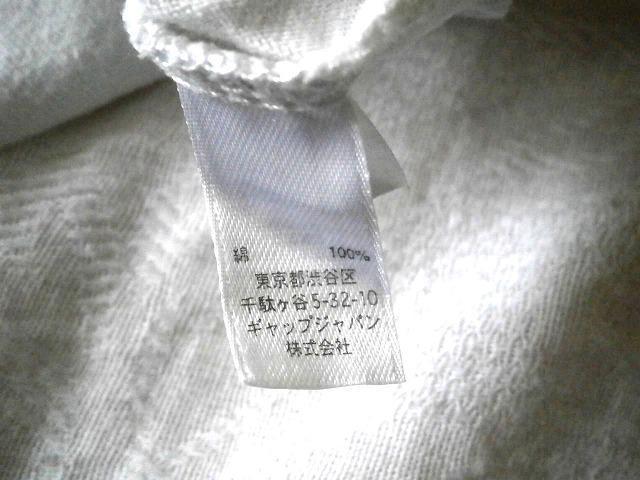 綿 100%
東京都渋谷区
千駄ヶ谷5-32-10
ギャップジャパン
株式会社